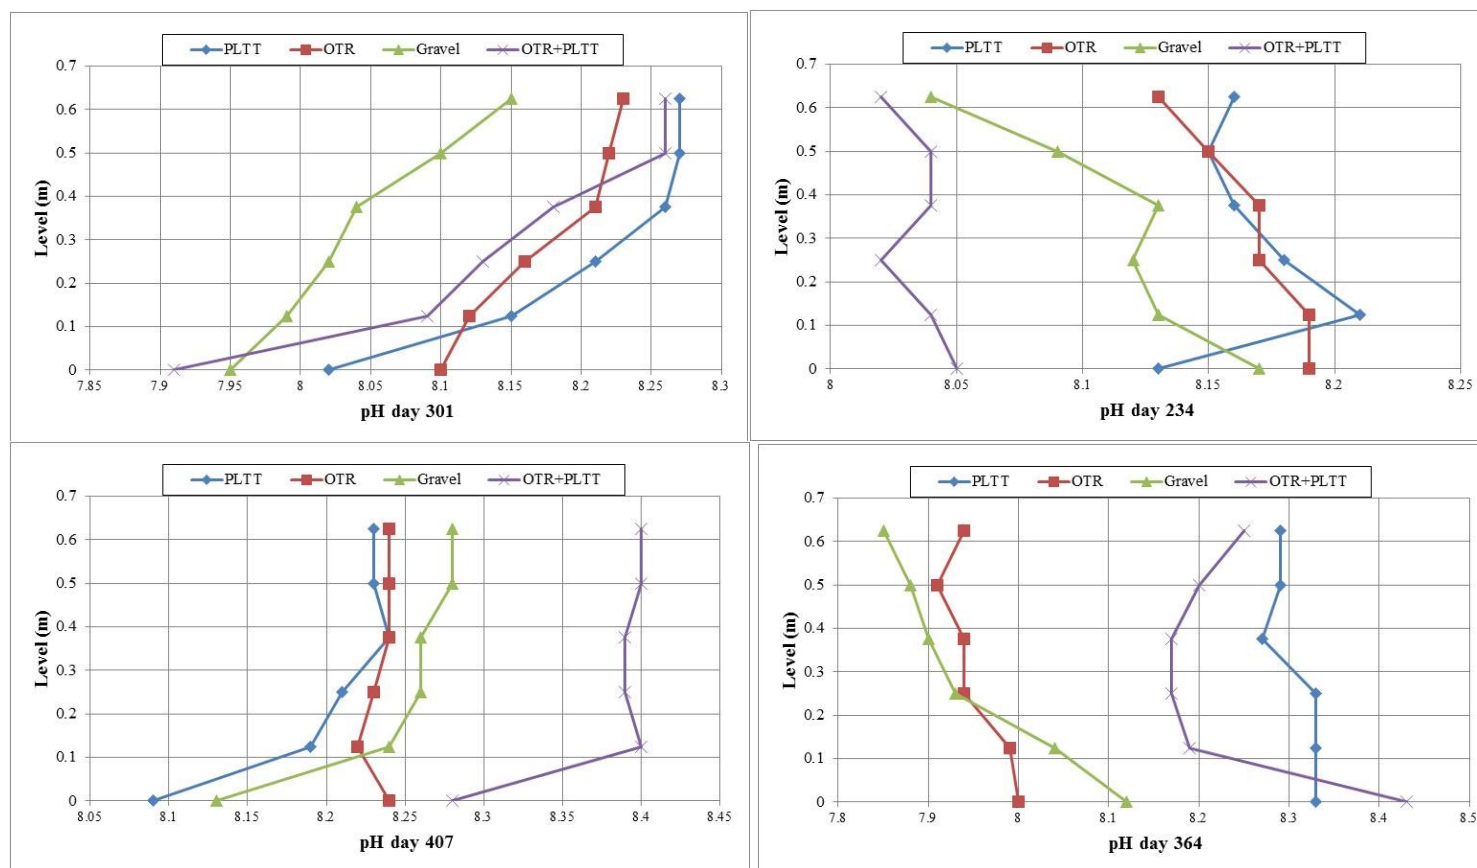 PLTT OTR Gravel OTR+PLTT
0.7
0.6
0.5
0.4
0.3
0.2
0.1
0
Level (m)
7.85 7.9 7.95 8 8.05 8.1 8.15 8.2 8.25 8.3
pH day 301
PLTT OTR Gravel OTR+PLTT
0.7
0.6
0.5
0.4
0.3
0.2
0.1
0
Level (m)
8 8.05 8.1 8.15 8.2 8.25
pH day 234
PLTT OTR Gravel OTR+PLTT
0.7
0.6
0.5
0.4
0.3
0.2
0.1
0
Level (m)
8.05 8.1 8.15 8.2 8.25 8.3 8.35 8.4 8.45
pH day 407
PLTT OTR Gravel OTR+PLTT
0.7
0.6
0.5
0.4
0.3
0.2
0.1
0
Level (m)
7.8 7.9 8 8.1 8.2 8.3 8.4 8.5
pH day 364